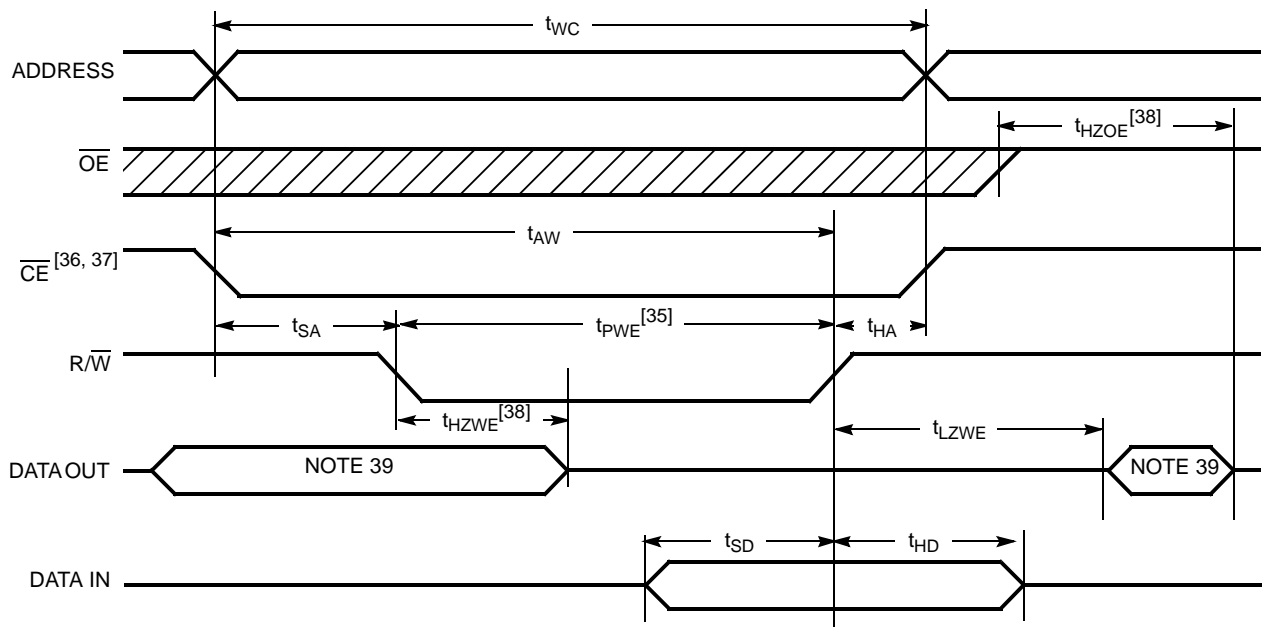 tWC
ADDRESS
tHZOE[38]
OE
tAW
CE [36, 37]
tSA
tPWE[35]
tHA
R/W
tHZWE[38]
tLZWE
DATA OUT
NOTE 39
NOTE 39
tSD
tHD
DATA IN